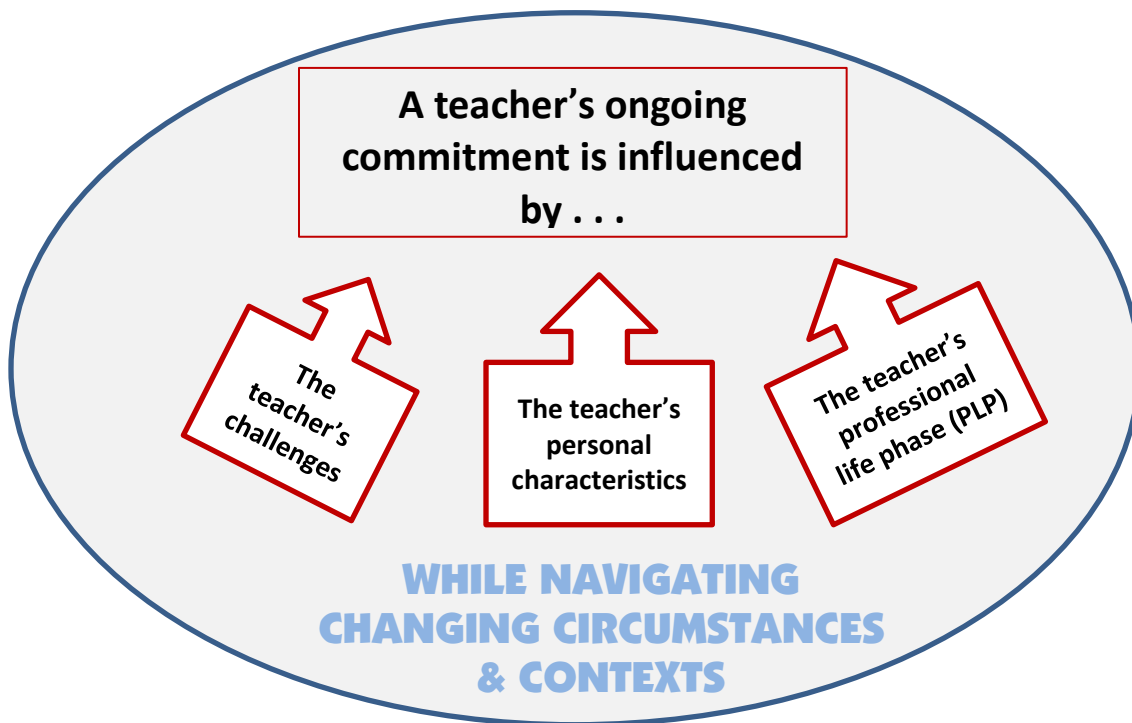 A teacher’s ongoing
commitment is influenced
by . . .
The
teacher’s
challenges
The teacher’s
personal
characteristics
The teacher’s
professional
life phase (PLP)
WHILE NAVIGATING
CHANGING CIRCUMSTANCES
& CONTEXTS